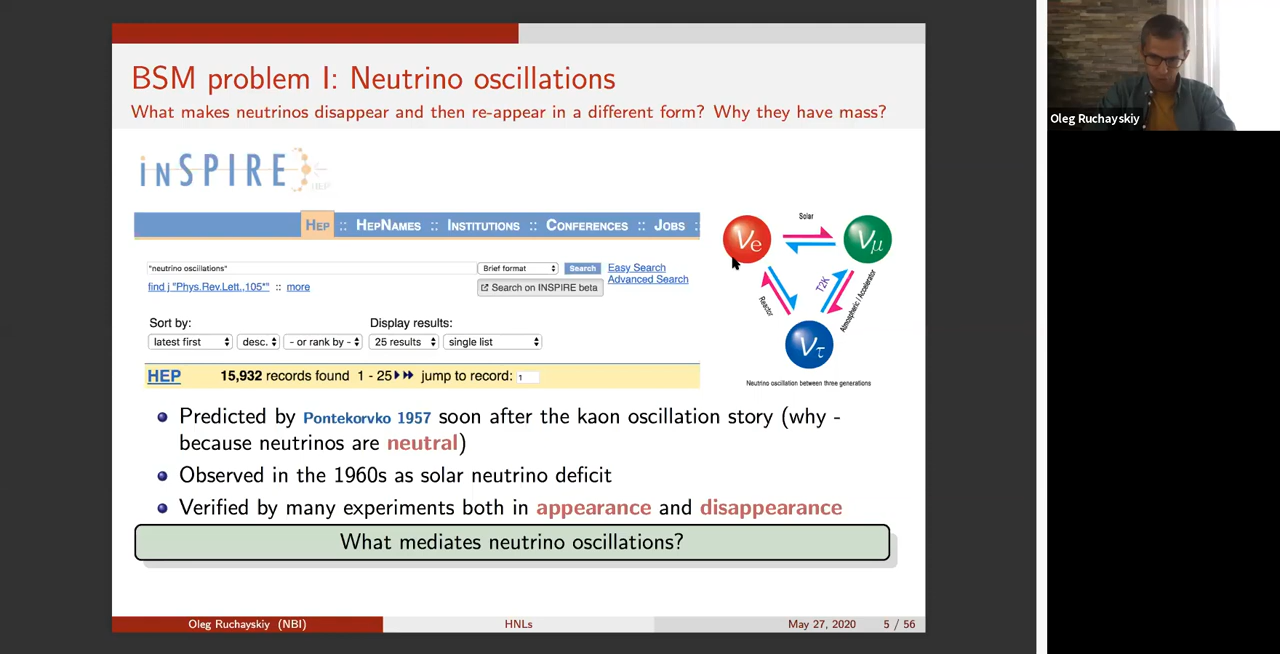 BSM problem I: Neutrino oscillations
What makes neutrinos disappear and then re-appear in a different form? Why they have mass?
inSPIRE
HEP
HEP :: HEPNAMES :: INSTITUTIONS :: CONFERENCES :: JOBS :
"neutrino oscillations" Brief format Search Easy Search
Advanced Search
find j "Phys.Rev.Lett.,105*" :: more
Search on INSPIRE beta
Sort by: Display results:
latest first desc. - or rank by - 25 results single list
HEP 15,932 records found 1 - 25 jump to record: 1
Solar
νe
νμ
Reactor
T2K
Atmospheric / Accelerator
ντ
Neutrino oscillation between three generations
Predicted by Pontekorvko 1957 soon after the kaon oscillation story (why -
because neutrinos are neutral)
Observed in the 1960s as solar neutrino deficit
Verified by many experiments both in appearance and disappearance
What mediates neutrino oscillations?
Oleg Ruchayskiy (NBI) HNLs May 27, 2020 5 / 56
Oleg Ruchayskiy